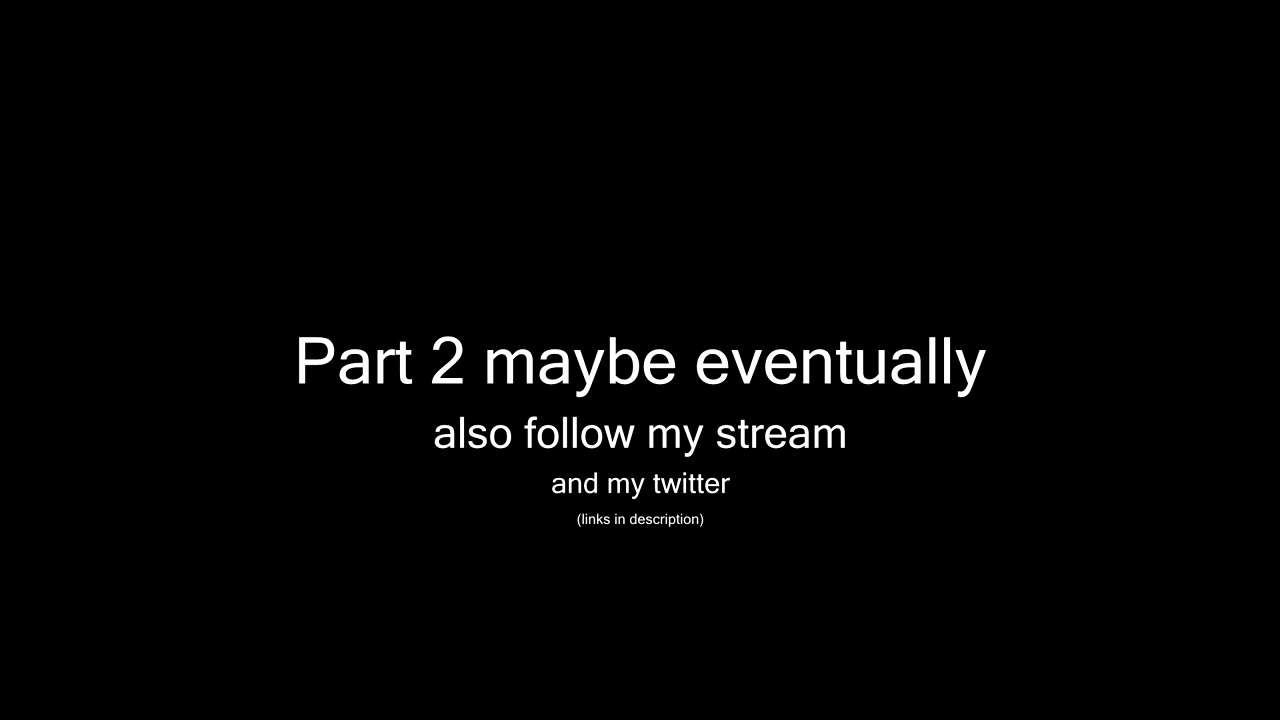 Part 2 maybe eventually
also follow my stream
and my twitter
(links in description)